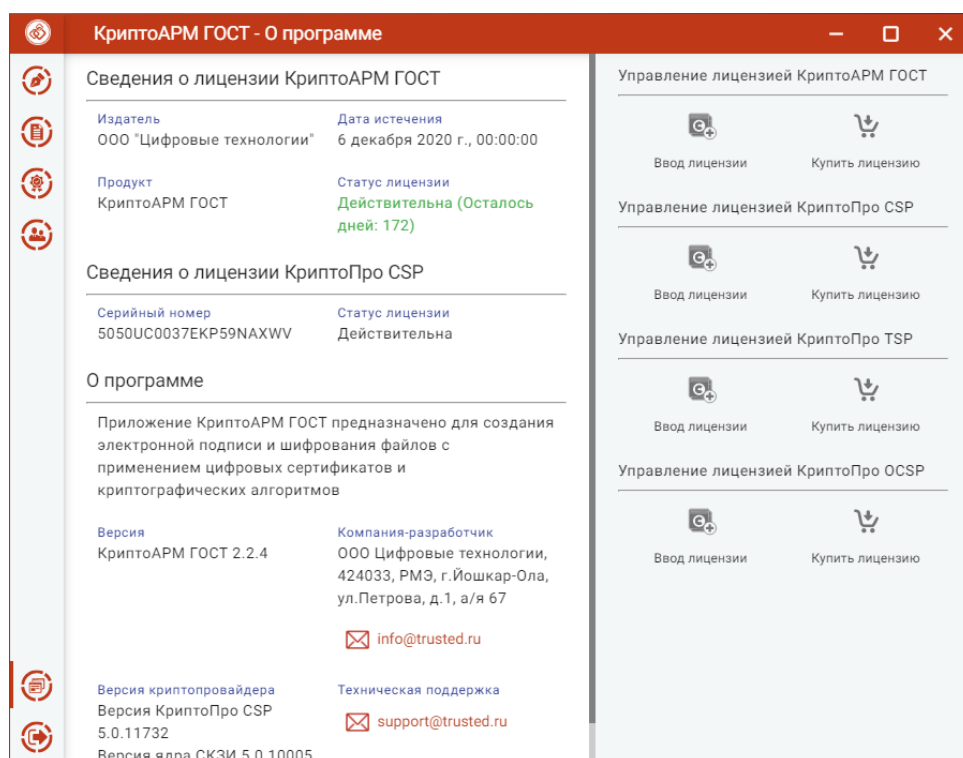 КриптоАРМ ГОСТ - О программе
Сведения о лицензии КриптоАРМ ГОСТ
Издатель
ООО "Цифровые технологии"
Дата истечения
6 декабря 2020 г., 00:00:00
Продукт
КриптоАРМ ГОСТ
Статус лицензии
Действительна (Осталось
дней: 172)
Сведения о лицензии КриптоПро CSP
Серийный номер
5050UC0037EKP59NAXWV
Статус лицензии
Действительна
О программе
Приложение КриптоАРМ ГОСТ предназначено для создания
электронной подписи и шифрования файлов с
применением цифровых сертификатов и
криптографических алгоритмов
Версия
КриптоАРМ ГОСТ 2.2.4
Компания-разработчик
ООО Цифровые технологии,
424033, РМЭ, г.Йошкар-Ола,
ул.Петрова, д.1, а/я 67
info@trusted.ru
Версия криптопровайдера
Версия КриптоПро CSP
5.0.11732
Версия ядра СКЗИ 5.0.10005
Техническая поддержка
support@trusted.ru
Управление лицензией КриптоАРМ ГОСТ
Ввод лицензии
Купить лицензию
Управление лицензией КриптоПро CSP
Ввод лицензии
Купить лицензию
Управление лицензией КриптоПро TSP
Ввод лицензии
Купить лицензию
Управление лицензией КриптоПро OCSP
Ввод лицензии
Купить лицензию